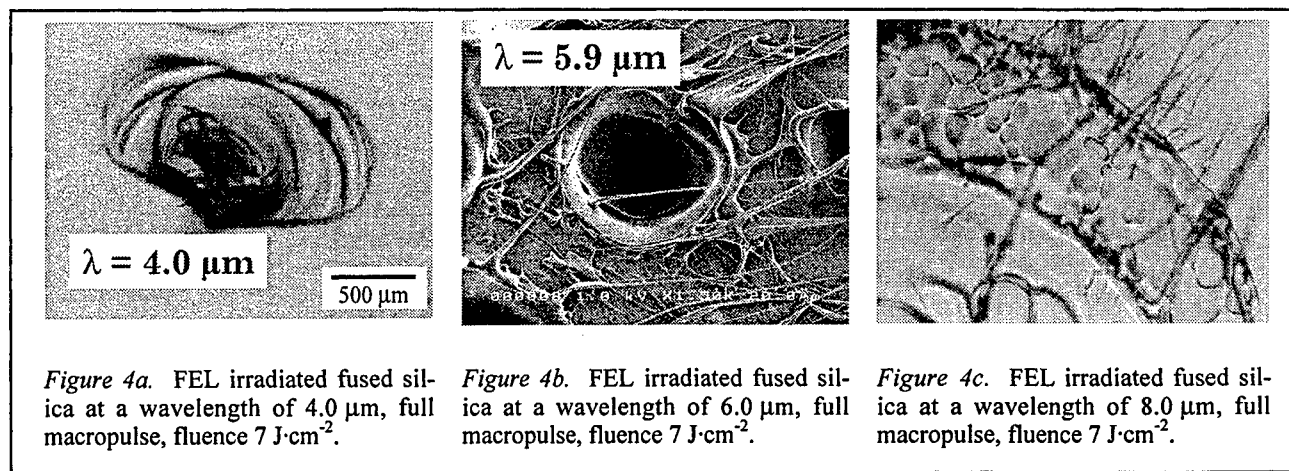 λ = 4.0 µm
500 µm
λ = 5.9 µm
Figure 4a. FEL irradiated fused sil-
ica at a wavelength of 4.0 µm, full
macropulse, fluence 7 J·cm⁻².
Figure 4b. FEL irradiated fused sil-
ica at a wavelength of 6.0 µm, full
macropulse, fluence 7 J·cm⁻².
Figure 4c. FEL irradiated fused sil-
ica at a wavelength of 8.0 µm, full
macropulse, fluence 7 J·cm⁻².